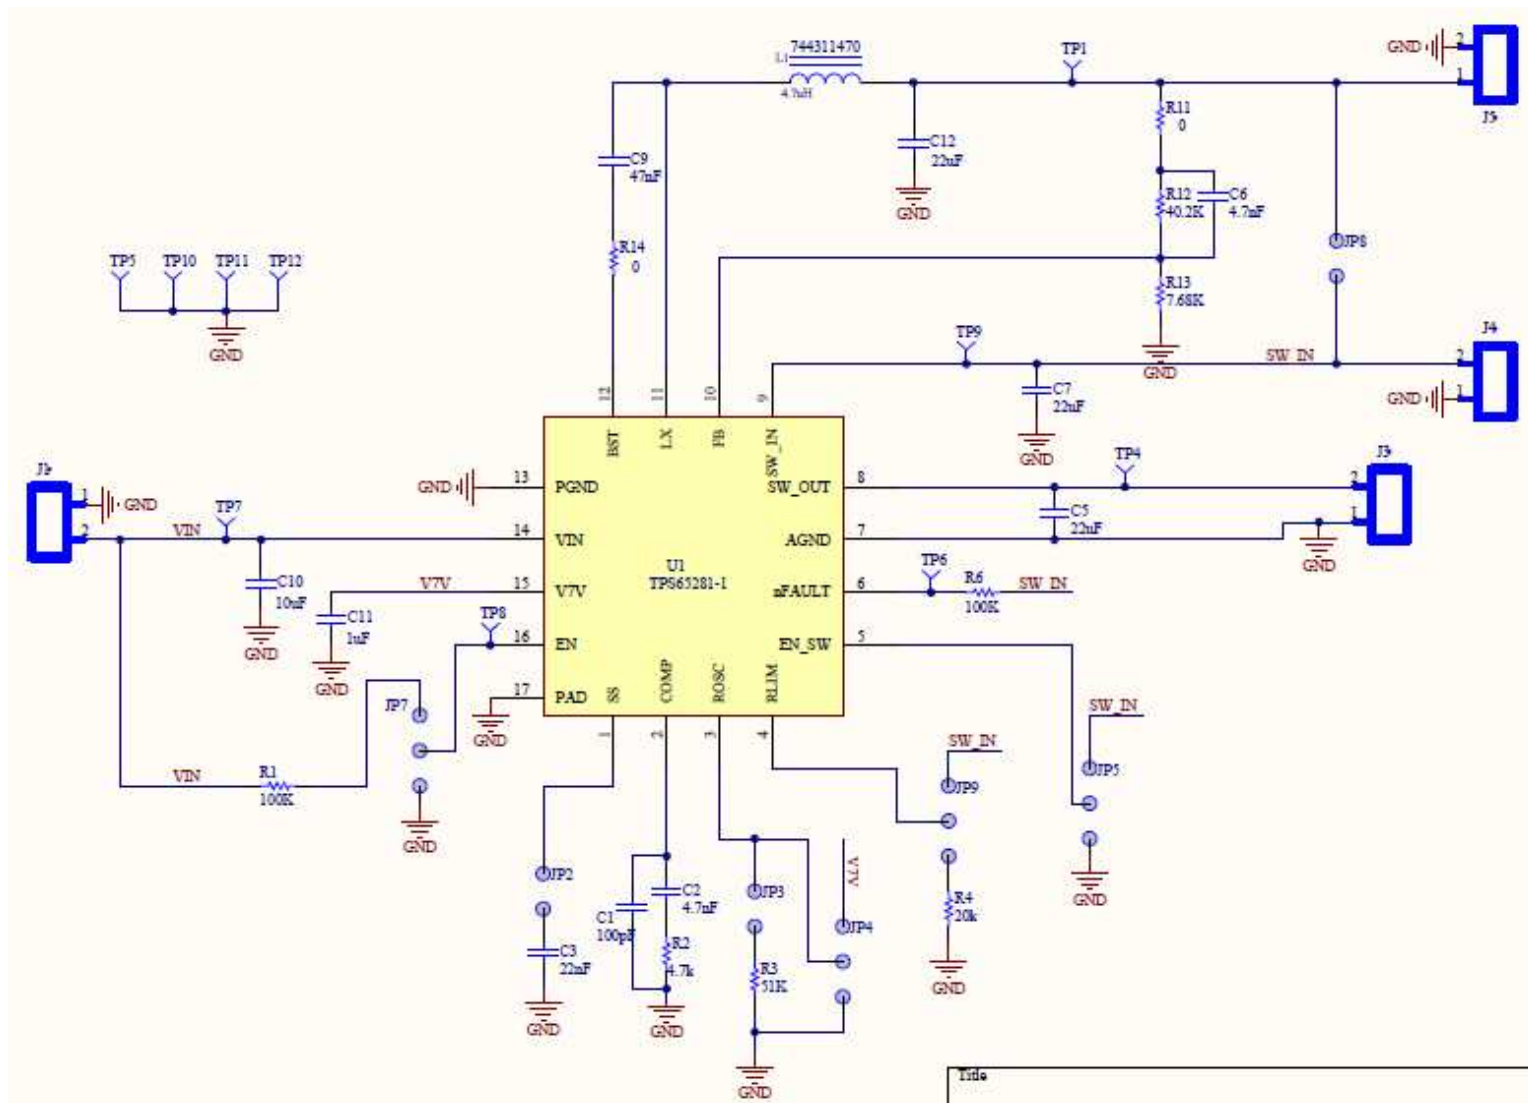 744311470
L1
4.7uH
TP1
GND
2
1
J5
R11
0
C12
22uF
GND
C9
47nF
R12
40.2K
C6
4.7nF
R14
0
JP8
R13
7.68K
GND
TP5
TP10
TP11
TP12
GND
TP9
SW_IN
J4
2
1
GND
C7
22uF
GND
12
11
10
9
BST
LX
FB
SW_IN
J1
1
GND
2
VIN
TP7
GND
13
PGND
SW_OUT
8
TP4
J3
2
1
C5
22uF
GND
14
VIN
AGND
7
U1
TPS65281-1
C10
10uF
GND
V7V
15
V7V
nFAULT
6
TP6
R6
100K
SW_IN
C11
1uF
GND
TP8
16
EN
EN_SW
5
17
PAD
GND
SS
COMP
ROSC
RLIM
1
2
3
4
JP7
VIN
R1
100K
GND
SW_IN
JP5
GND
SW_IN
JP9
R4
20k
GND
JP2
C3
22nF
GND
C1
100pF
C2
4.7nF
R2
4.7k
GND
JP3
R3
51K
V7V
JP4
GND
Title